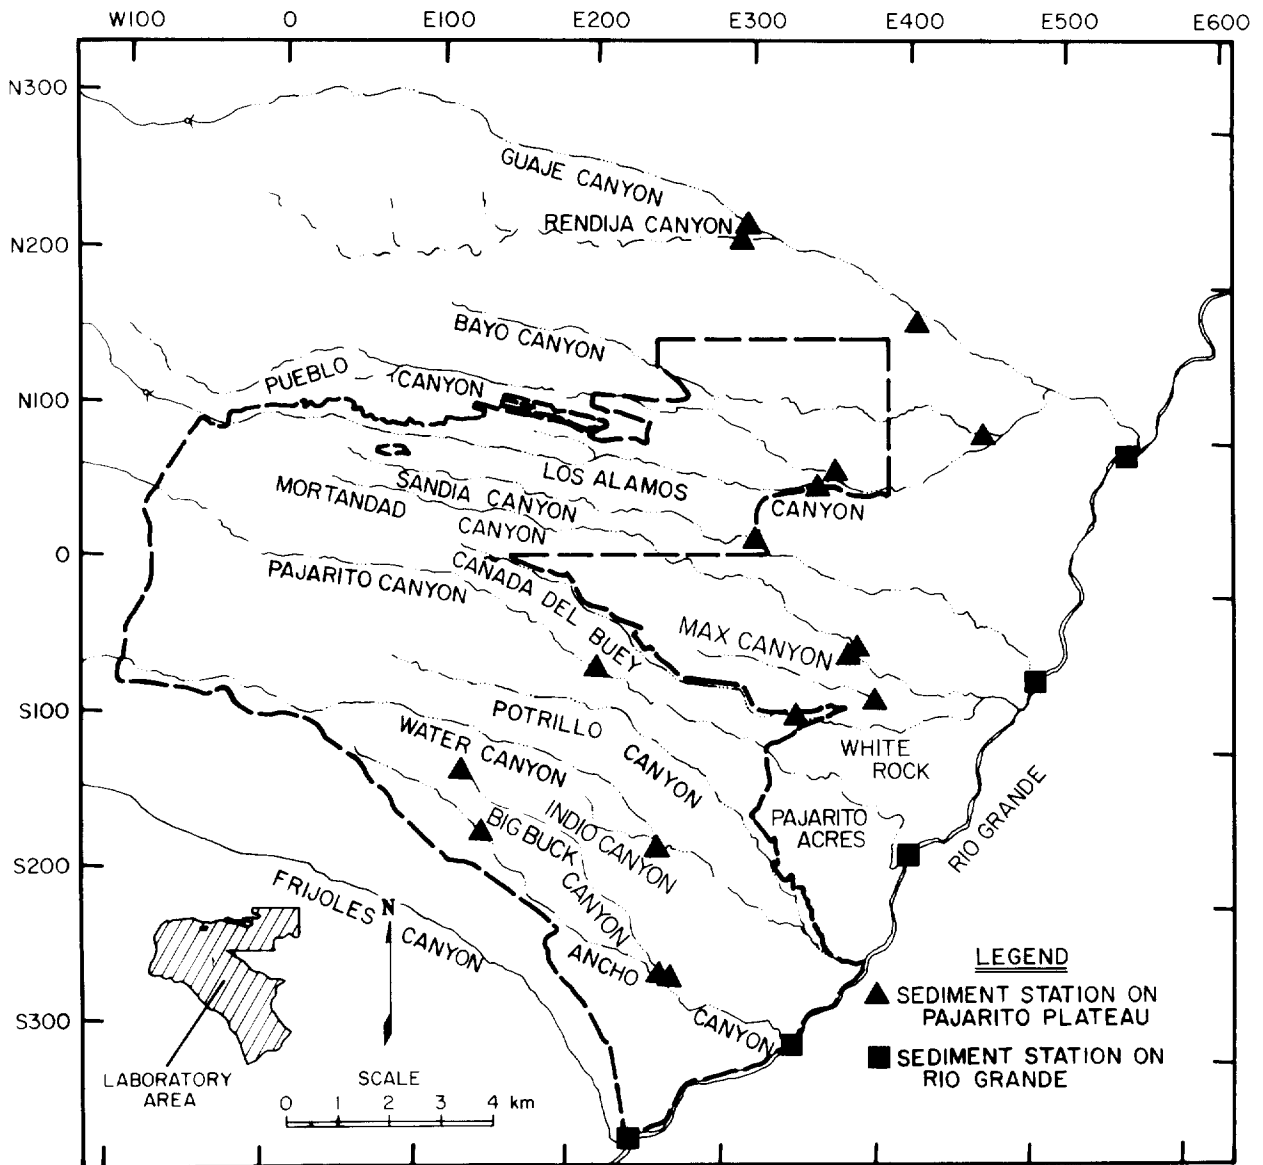 W100 0 E100 E200 E300 E400 E500 E600
N300
GUAJE CANYON
RENDIJA CANYON
N200
BAYO CANYON
PUEBLO CANYON
N100
LOS ALAMOS
CANYON
SANDIA CANYON
MORTANDAD
CANYON
0
CAÑADA DEL BUEY
PAJARITO CANYON
MAX CANYON
S100
POTRILLO CANYON
WATER CANYON
WHITE
ROCK
INDIO CANYON
BIG BUCK
CANYON
PAJARITO
ACRES
RIO GRANDE
S200
FRIJOLES CANYON
N
ANCHO
CANYON
S300
LEGEND
SEDIMENT STATION ON
PAJARITO PLATEAU
SEDIMENT STATION ON
RIO GRANDE
LABORATORY
AREA
SCALE
0 1 2 3 4 km